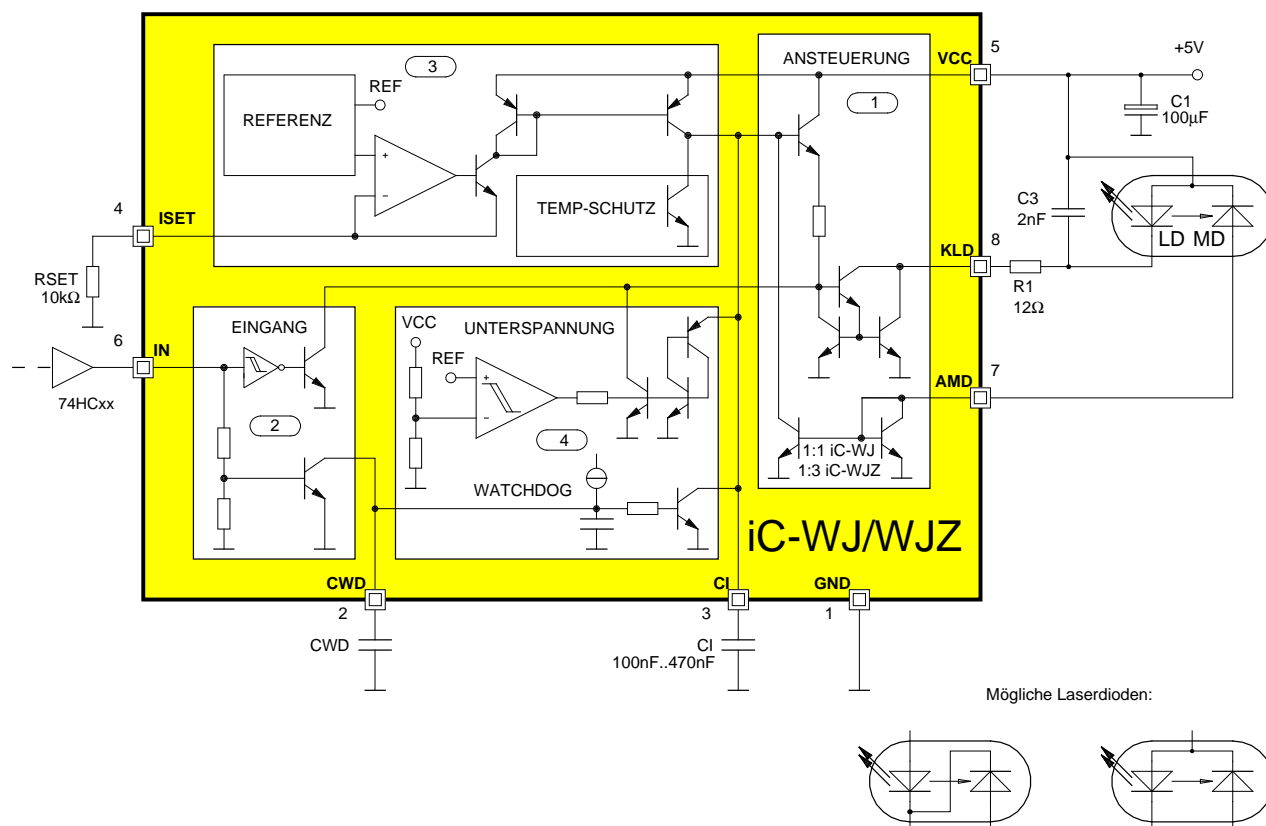 3
ANSTEUERUNG
VCC
5
+5V
REF
REFERENZ
1
C1
100µF
+
−
4
ISET
TEMP-SCHUTZ
C3
2nF
LD MD
8
KLD
R1
12Ω
RSET
10kΩ
EINGANG
VCC
UNTERSPANNUNG
6
IN
REF
+
−
7
AMD
74HCxx
2
4
1:1 iC-WJ
1:3 iC-WJZ
WATCHDOG
iC-WJ/WJZ
CWD
CI
GND
2
3
1
CWD
CI
100nF..470nF
Mögliche Laserdioden: